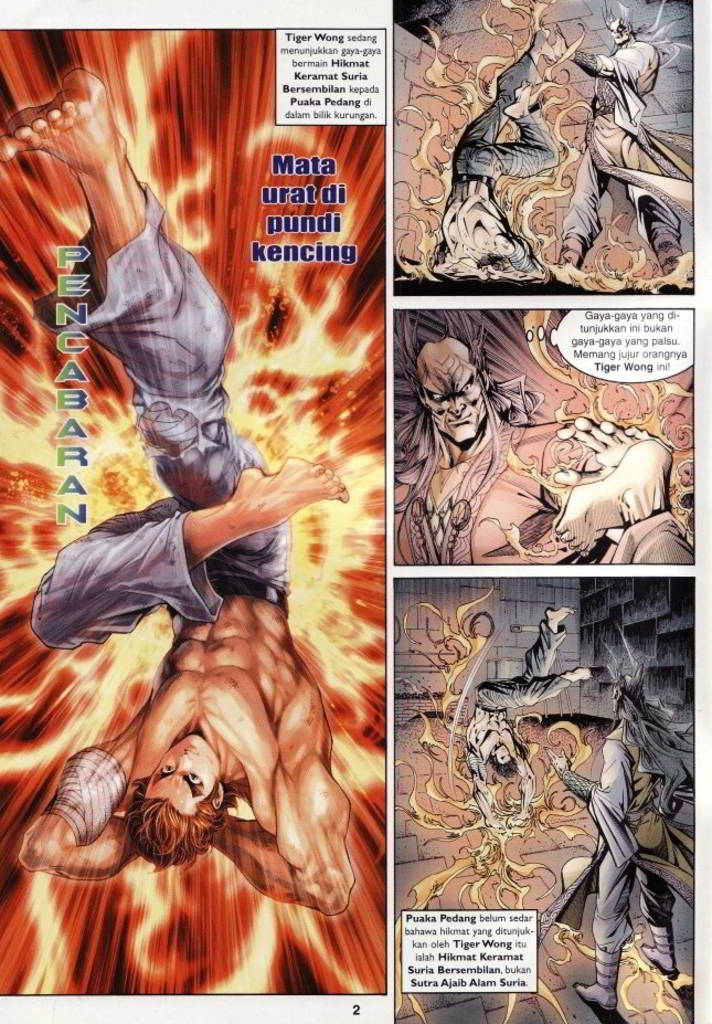 Tiger Wong sedang
menunjukkan gaya-gaya
bermain Hikmat
Keramat Suria
Bersembilan kepada
Puaka Pedang di
dalam bilik kurungan.
Mata
urat di
pundi
kencing
PENCABARAN
Gaya-gaya yang di-
tunjukkan ini bukan
gaya-gaya yang palsu.
Memang jujur orangnya
Tiger Wong ini!
Puaka Pedang belum sedar
bahawa hikmat yang ditunjuk-
kan oleh Tiger Wong itu
ialah Hikmat Keramat
Suria Bersembilan, bukan
Sutra Ajaib Alam Suria.
2